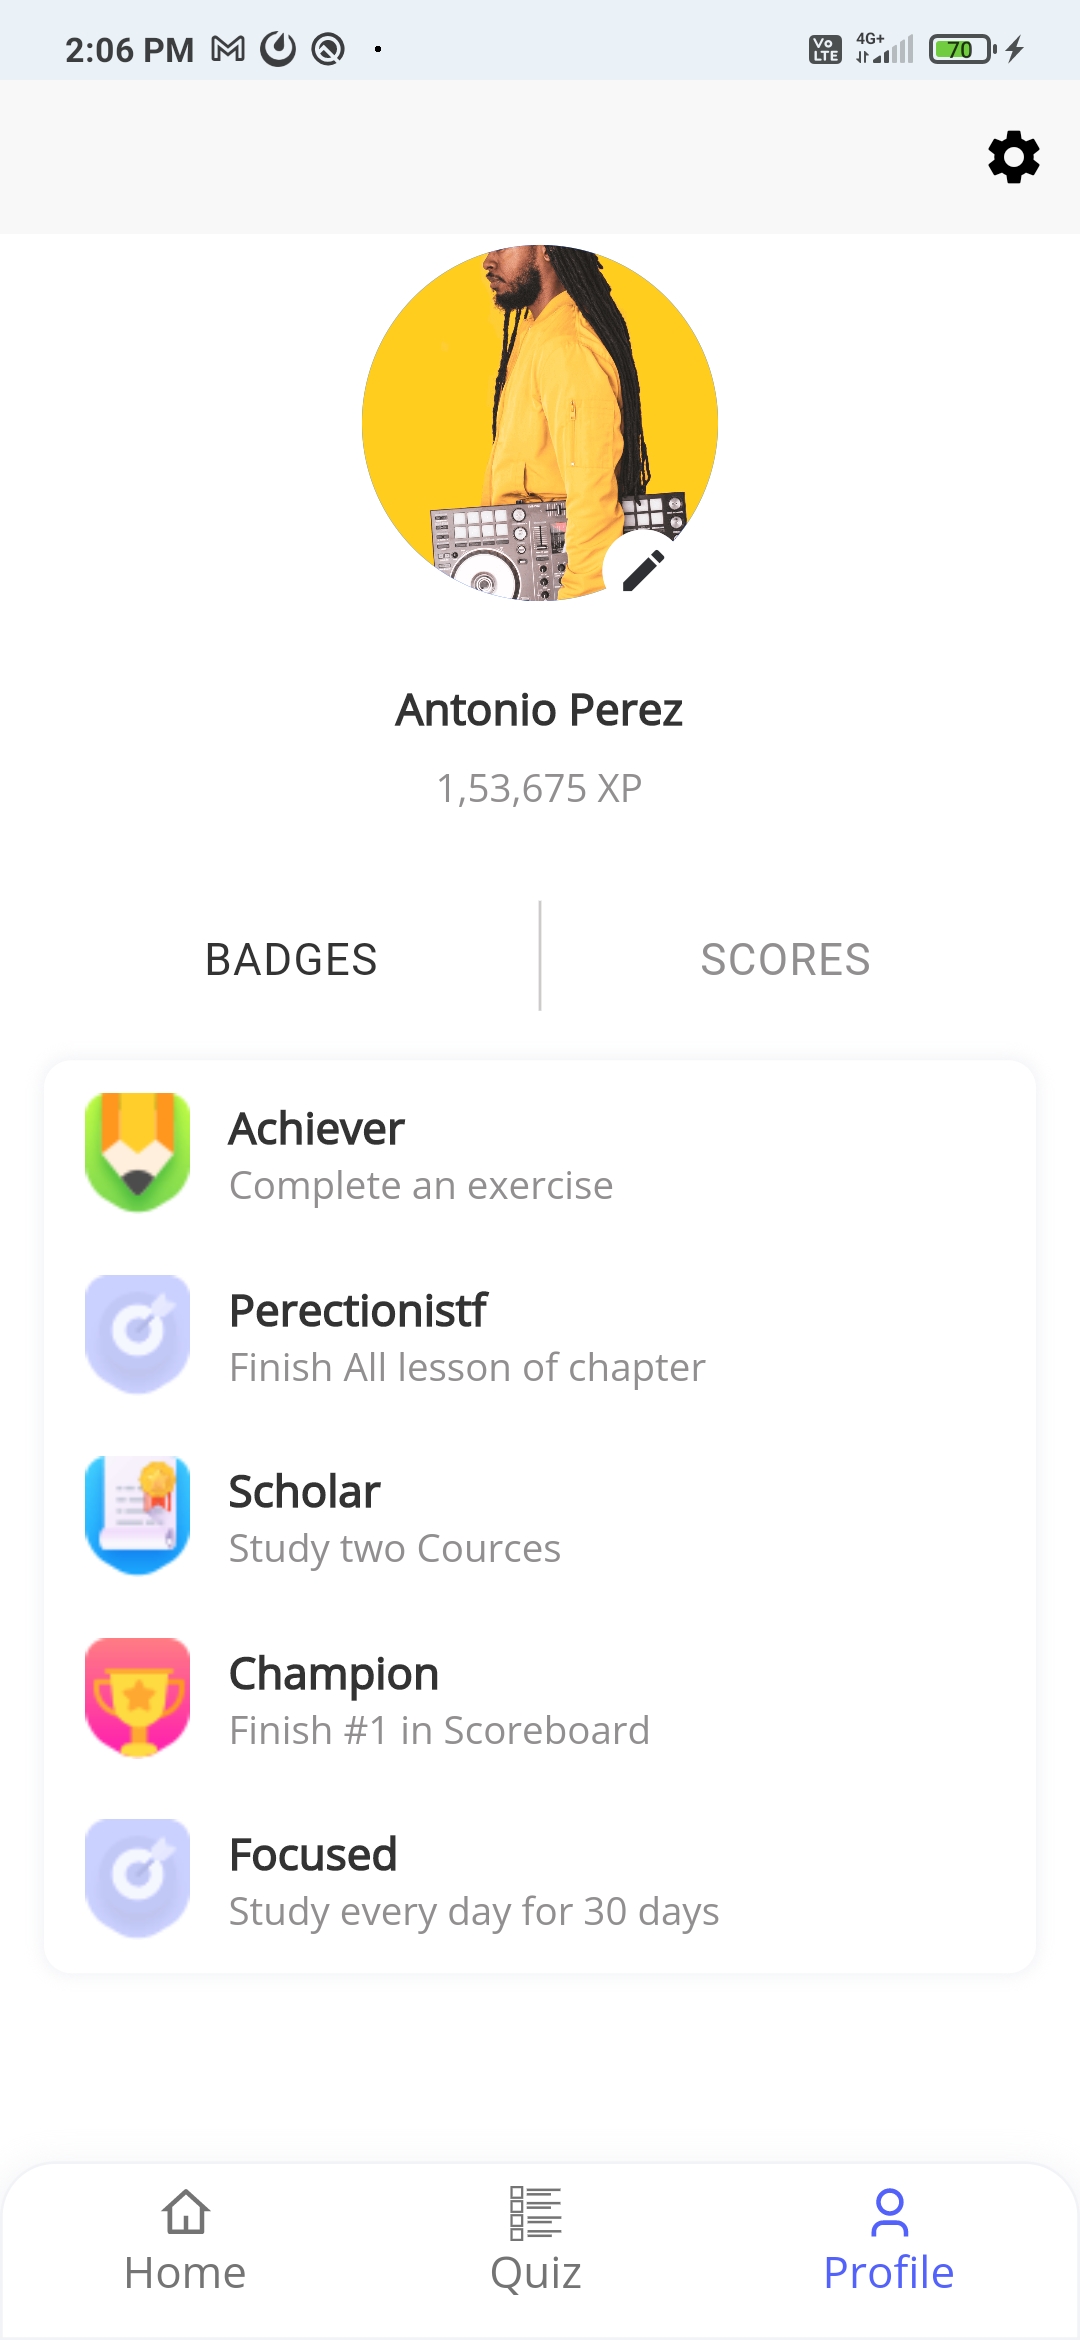 2:06 PM
Vo LTE 4G+ 70
Antonio Perez
1,53,675 XP
BADGES
SCORES
Achiever
Complete an exercise
Perectionistf
Finish All lesson of chapter
Scholar
Study two Cources
Champion
Finish #1 in Scoreboard
Focused
Study every day for 30 days
Home
Quiz
Profile